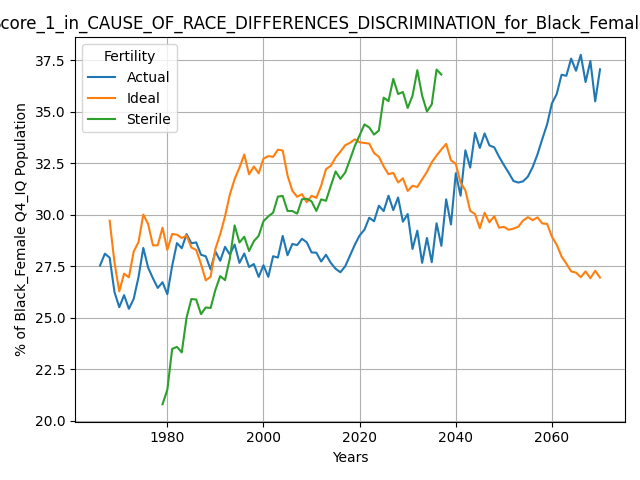 core_1_in_CAUSE_OF_RACE_DIFFERENCES_DISCRIMINATION_for_Black_Femal
Fertility
Actual
Ideal
Sterile
% of Black_Female Q4_IQ Population
37.5
35.0
32.5
30.0
27.5
25.0
22.5
20.0
1980
2000
2020
2040
2060
Years